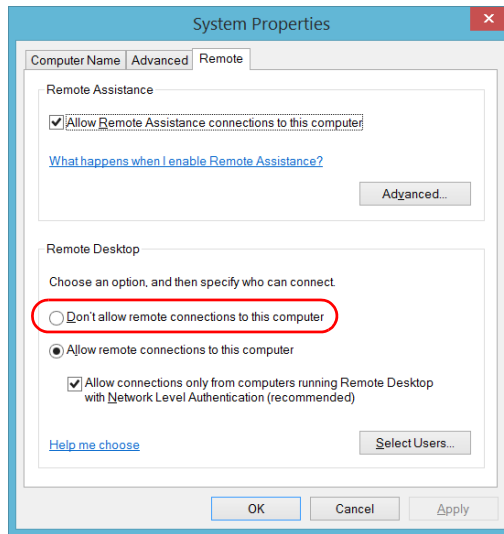 System Properties
Computer Name
Advanced
Remote
Remote Assistance
Allow Remote Assistance connections to this computer
What happens when I enable Remote Assistance?
Advanced...
Remote Desktop
Choose an option, and then specify who can connect.
Don't allow remote connections to this computer
Allow remote connections to this computer
Allow connections only from computers running Remote Desktop
with Network Level Authentication (recommended)
Help me choose
Select Users...
OK
Cancel
Apply